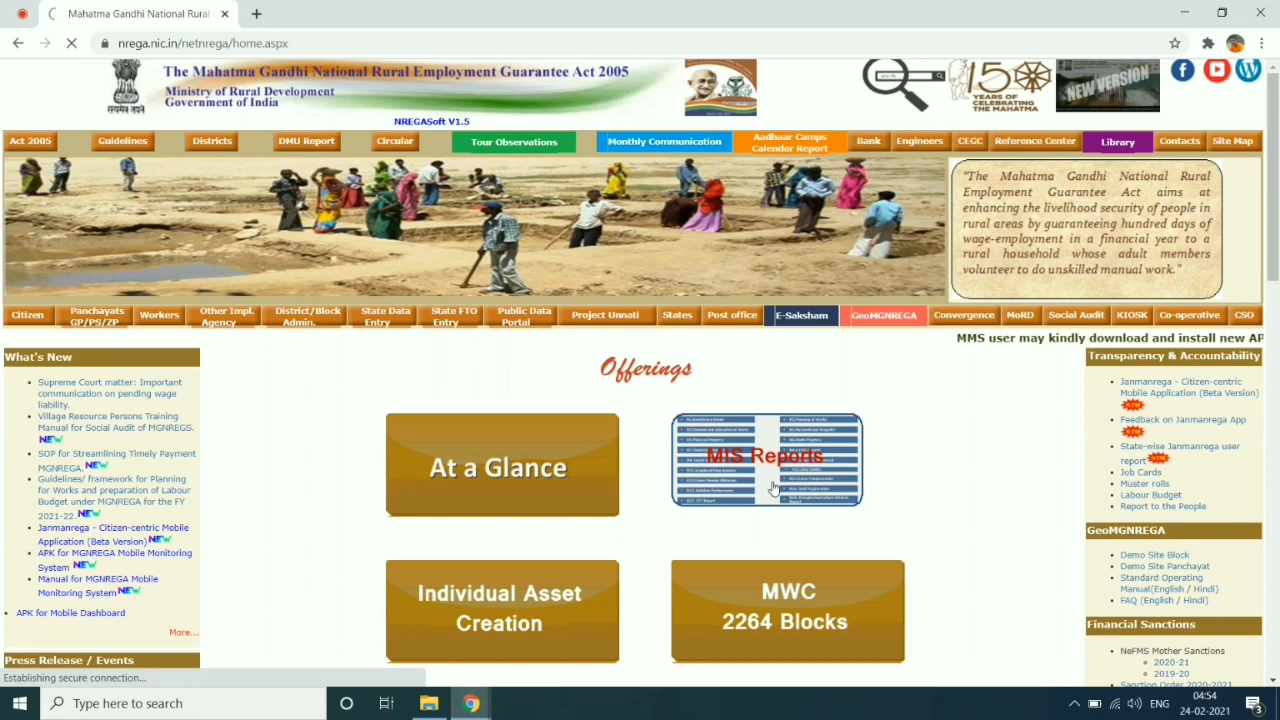 Mahatma Gandhi National Rural
nrega.nic.in/netnrega/home.aspx
The Mahatma Gandhi National Rural Employment Guarantee Act 2005
Ministry of Rural Development
Government of India
सत्यमेव जयते
15
YEARS OF
CELEBRATING
THE MAHATMA
NEW VERSION
NREGASoft V1.5
Act 2005
Guidelines
Districts
DMU Report
Circular
Tour Observations
Monthly Communication
Aadhaar Camps
Calendar Report
Bank
Engineers
CEGC
Reference Center
Library
Contacts
Site Map
"The Mahatma Gandhi National Rural
Employment Guarantee Act aims at
enhancing the livelihood security of people in
rural areas by guaranteeing hundred days of
wage-employment in a financial year to a
rural household whose adult members
volunteer to do unskilled manual work."
Citizen
Panchayats
GP/PS/ZP
Workers
Other Impl.
Agency
District/Block
Admin.
State Data
Entry
State FTO
Entry
Public Data
Portal
Project Unnati
States
Post office
E-Saksham
GeoMGNREGA
Convergence
MoRD
Social Audit
KIOSK
Co-operative
CSO
MMS user may kindly download and install new AP
What's New
Supreme Court matter: Important
communication on pending wage
liability.
Village Resource Persons Training
Manual for Social Audit of MGNREGS.
NEW
SOP for Streamlining Timely Payment
MGNREGA. NEW
Guidelines/ framework for Planning
for Works and preparation of Labour
Budget under MGNREGA for the FY
2021-22. NEW
Janmanrega - Citizen-centric Mobile
Application (Beta Version) NEW
APK for MGNREGA Mobile Monitoring
System NEW
Manual for MGNREGA Mobile
Monitoring System NEW
APK for Mobile Dashboard
More...
Press Release / Events
Offerings
At a Glance
MIS Reports
Individual Asset
Creation
MWC
2264 Blocks
Transparency & Accountability
Janmanrega - Citizen-centric
Mobile Application (Beta Version)
NEW
Feedback on Janmanrega App
NEW
State-wise Janmanrega user
report NEW
Job Cards
Muster rolls
Labour Budget
Report to the People
GeoMGNREGA
Demo Site Block
Demo Site Panchayat
Standard Operating
Manual(English / Hindi)
FAQ (English / Hindi)
Financial Sanctions
NeFMS Mother Sanctions
2020-21
2019-20
Sanction Order 2020-2021
Establishing secure connection...
Type here to search
ENG
04:54
24-02-2021
3